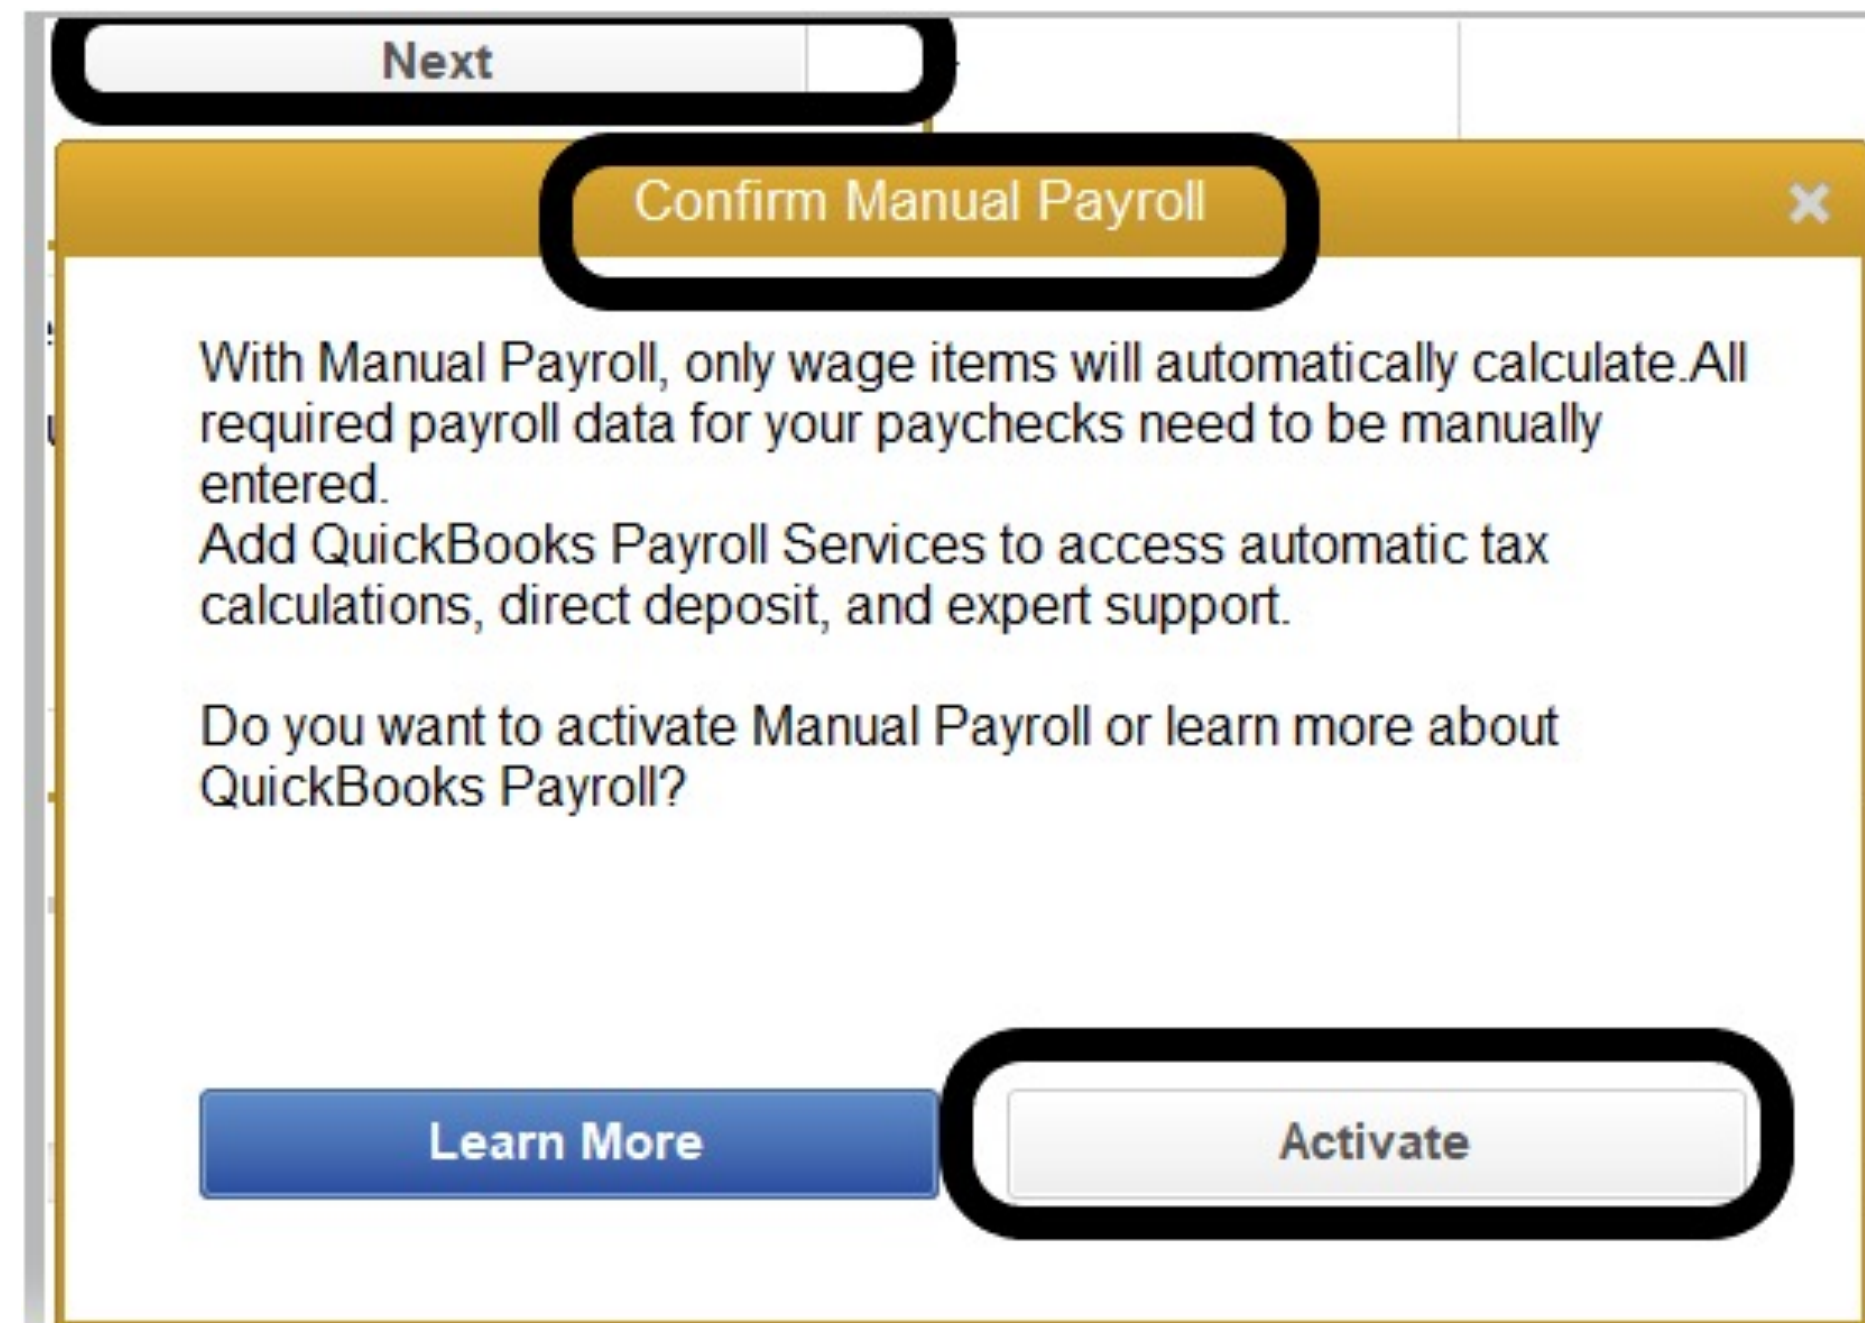 Next
Confirm Manual Payroll
With Manual Payroll, only wage items will automatically calculate.All
required payroll data for your paychecks need to be manually
entered.
Add QuickBooks Payroll Services to access automatic tax
calculations, direct deposit, and expert support.
Do you want to activate Manual Payroll or learn more about
QuickBooks Payroll?
Learn More
Activate